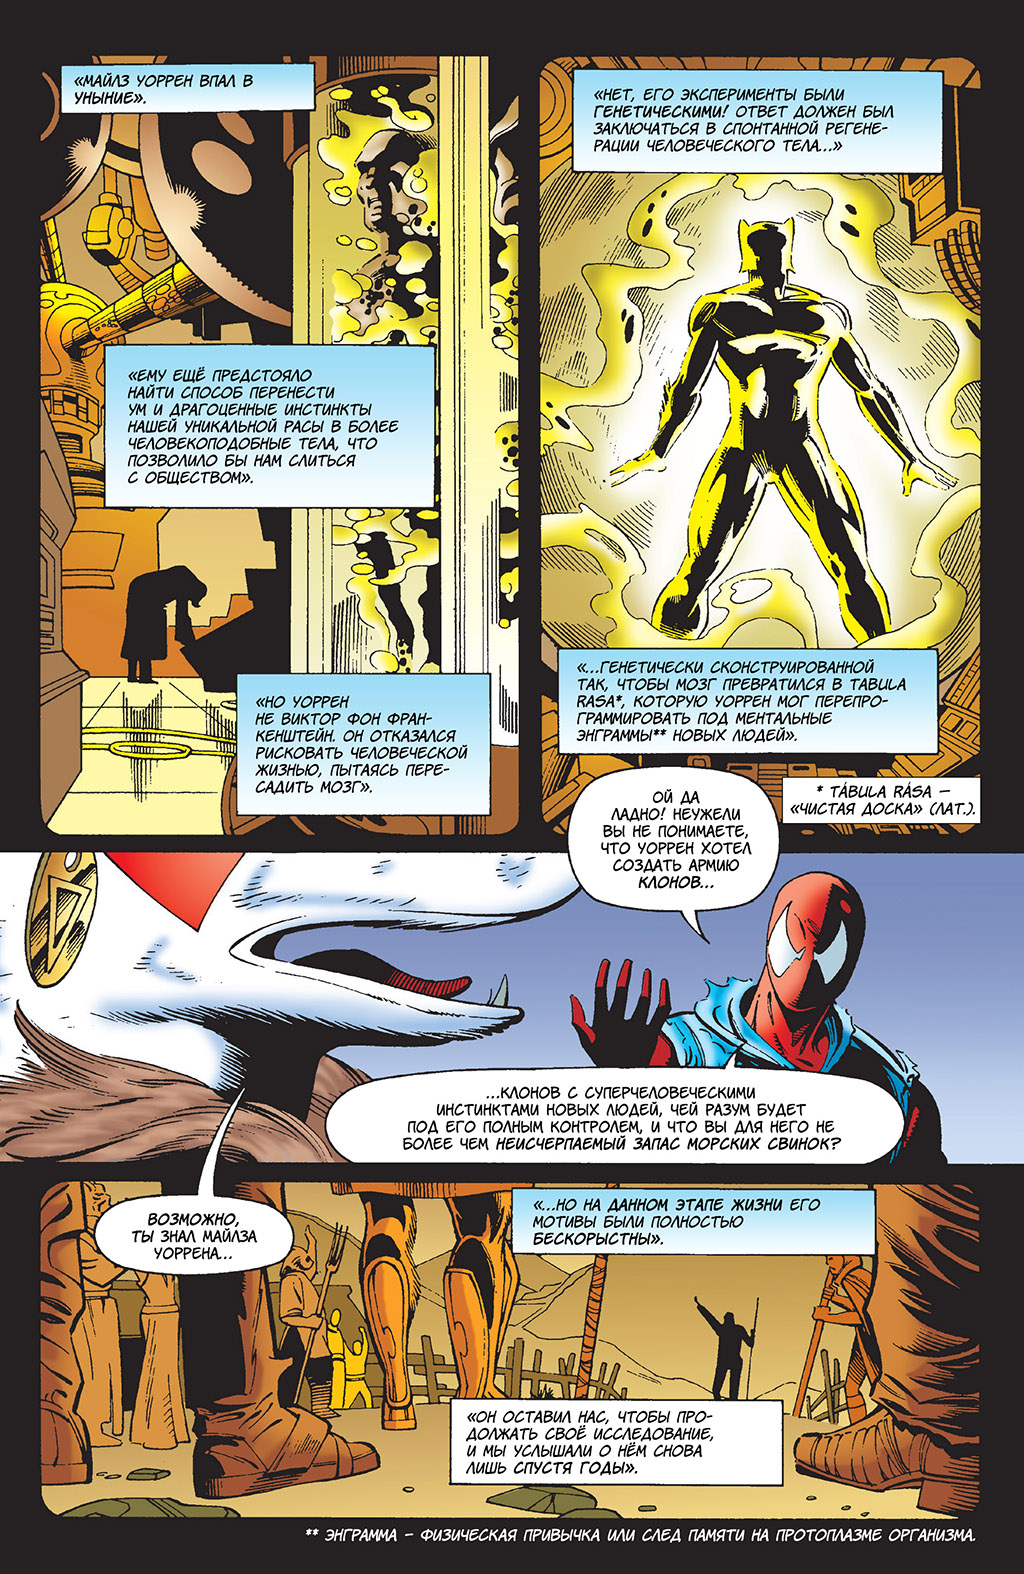 «МАЙЛЗ УОРРЕН ВПАЛ В
УНЫНИЕ».
«ЕМУ ЕЩЁ ПРЕДСТОЯЛО
НАЙТИ СПОСОБ ПЕРЕНЕСТИ
УМ И ДРАГОЦЕННЫЕ ИНСТИНКТЫ
НАШЕЙ УНИКАЛЬНОЙ РАСЫ В БОЛЕЕ
ЧЕЛОВЕКОПОДОБНЫЕ ТЕЛА, ЧТО
ПОЗВОЛИЛО БЫ НАМ СЛИТЬСЯ
С ОБЩЕСТВОМ».
«НО УОРРЕН
НЕ ВИКТОР ФОН ФРАН-
КЕНШТЕЙН. ОН ОТКАЗАЛСЯ
РИСКОВАТЬ ЧЕЛОВЕЧЕСКОЙ
ЖИЗНЬЮ, ПЫТАЯСЬ ПЕРЕ-
САДИТЬ МОЗГ».
«НЕТ, ЕГО ЭКСПЕРИМЕНТЫ БЫЛИ
ГЕНЕТИЧЕСКИМИ! ОТВЕТ ДОЛЖЕН БЫЛ
ЗАКЛЮЧАТЬСЯ В СПОНТАННОЙ РЕГЕНЕ-
РАЦИИ ЧЕЛОВЕЧЕСКОГО ТЕЛА...»
«...ГЕНЕТИЧЕСКИ СКОНСТРУИРОВАННОЙ
ТАК, ЧТОБЫ МОЗГ ПРЕВРАТИЛСЯ В TABULA
RASA*, КОТОРУЮ УОРРЕН МОГ ПЕРЕПРО-
ГРАММИРОВАТЬ ПОД МЕНТАЛЬНЫЕ
ЭНГРАММЫ** НОВЫХ ЛЮДЕЙ».
* TÁBULA RÁSA –
«ЧИСТАЯ ДОСКА» (ЛАТ.).
ОЙ ДА
ЛАДНО! НЕУЖЕЛИ
ВЫ НЕ ПОНИМАЕТЕ,
ЧТО УОРРЕН ХОТЕЛ
СОЗДАТЬ АРМИЮ
КЛОНОВ...
...КЛОНОВ С СУПЕРЧЕЛОВЕЧЕСКИМИ
ИНСТИНКТАМИ НОВЫХ ЛЮДЕЙ, ЧЕЙ РАЗУМ БУДЕТ
ПОД ЕГО ПОЛНЫМ КОНТРОЛЕМ, И ЧТО ВЫ ДЛЯ НЕГО НЕ
БОЛЕЕ ЧЕМ НЕИСЧЕРПАЕМЫЙ ЗАПАС МОРСКИХ СВИНОК?
ВОЗМОЖНО,
ТЫ ЗНАЛ МАЙЛЗА
УОРРЕНА...
«...НО НА ДАННОМ ЭТАПЕ ЖИЗНИ ЕГО
МОТИВЫ БЫЛИ ПОЛНОСТЬЮ
БЕСКОРЫСТНЫ».
«ОН ОСТАВИЛ НАС, ЧТОБЫ ПРО-
ДОЛЖАТЬ СВОЁ ИССЛЕДОВАНИЕ,
И МЫ УСЛЫШАЛИ О НЁМ СНОВА
ЛИШЬ СПУСТЯ ГОДЫ».
** ЭНГРАММА – ФИЗИЧЕСКАЯ ПРИВЫЧКА ИЛИ СЛЕД ПАМЯТИ НА ПРОТОПЛАЗМЕ ОРГАНИЗМА.